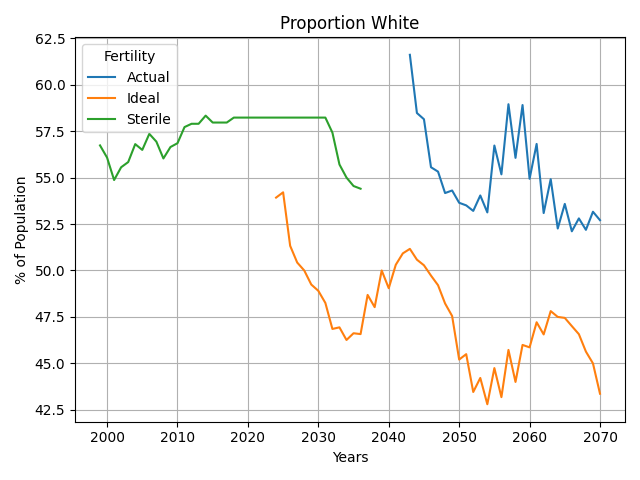 Proportion White
62.5
60.0
57.5
55.0
52.5
50.0
47.5
45.0
42.5
% of Population
Fertility
Actual
Ideal
Sterile
2000 2010 2020 2030 2040 2050 2060 2070
Years